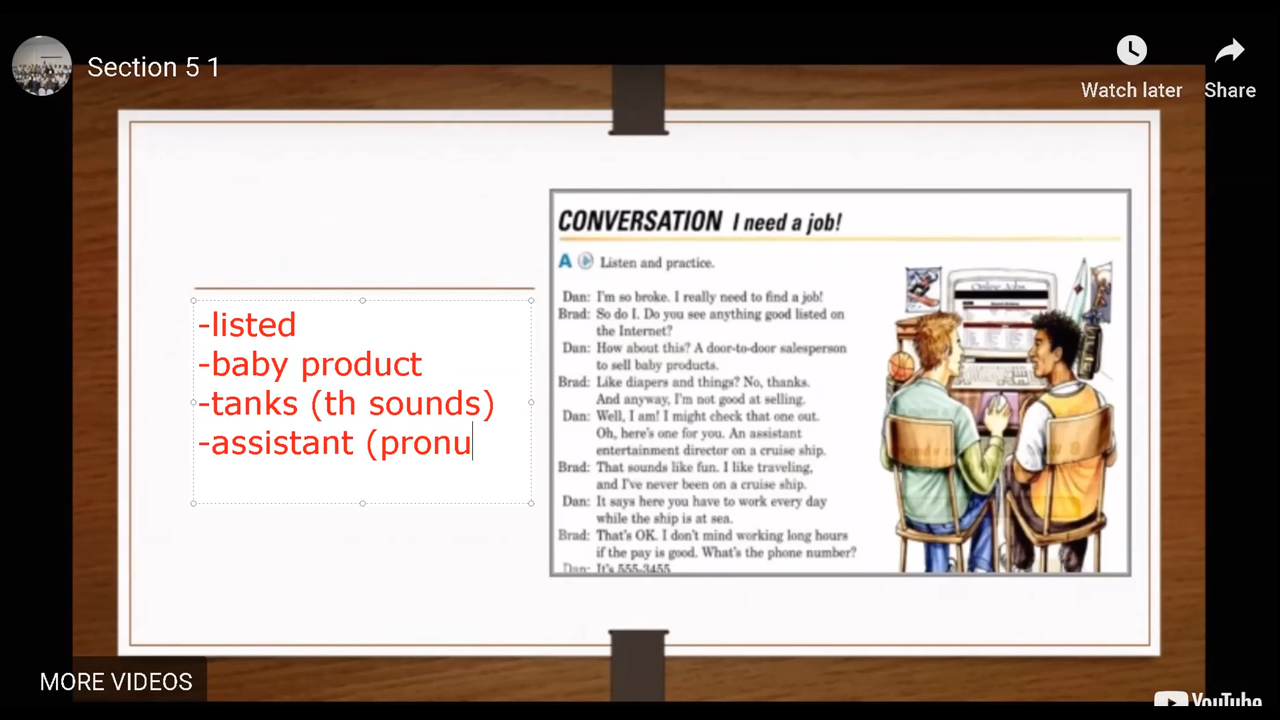 Section 5 1
Watch later
Share
CONVERSATION I need a job!
A Listen and practice.
Dan: I'm so broke. I really need to find a job!
Brad: So do I. Do you see anything good listed on
the Internet?
Dan: How about this? A door-to-door salesperson
to sell baby products.
Brad: Like diapers and things? No, thanks.
And anyway, I'm not good at selling.
Dan: Well, I am! I might check that one out.
Oh, here's one for you. An assistant
entertainment director on a cruise ship.
Brad: That sounds like fun. I like traveling,
and I've never been on a cruise ship.
Dan: It says here you have to work every day
while the ship is at sea.
Brad: That's OK. I don't mind working long hours
if the pay is good. What's the phone number?
Dan: It's 555-3455
Online Jobs
-listed
-baby product
-tanks (th sounds)
-assistant (pronu
MORE VIDEOS
YouTube